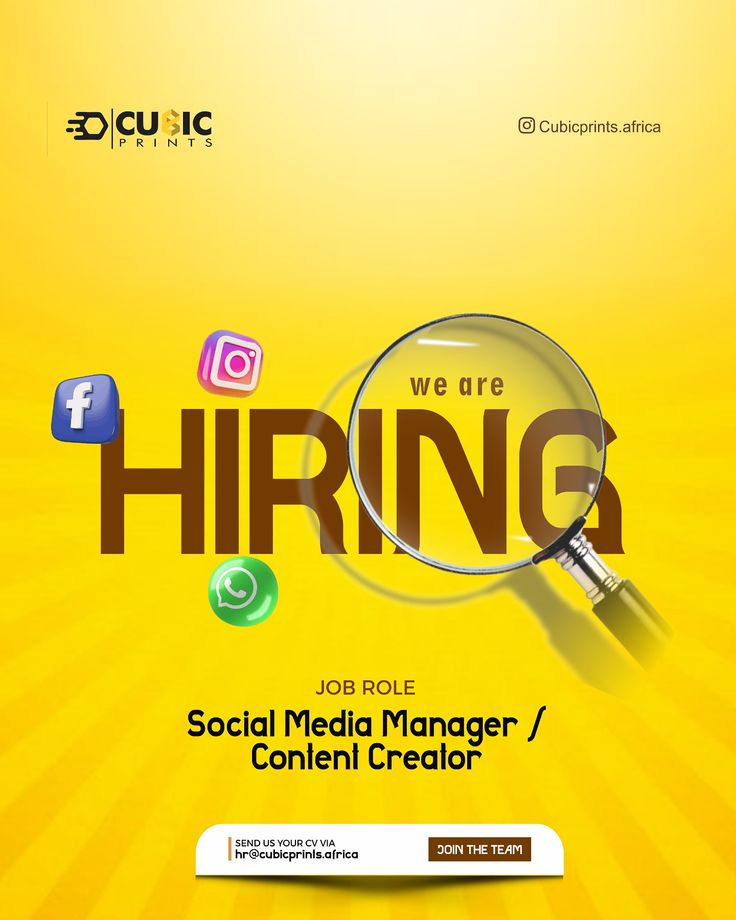 CUBIC
PRINTS
Cubicprints.africa
we are
HIRING
JOB ROLE
Social Media Manager /
Content Creator
SEND US YOUR CV VIA
hr@cubicprints.africa
JOIN THE TEAM